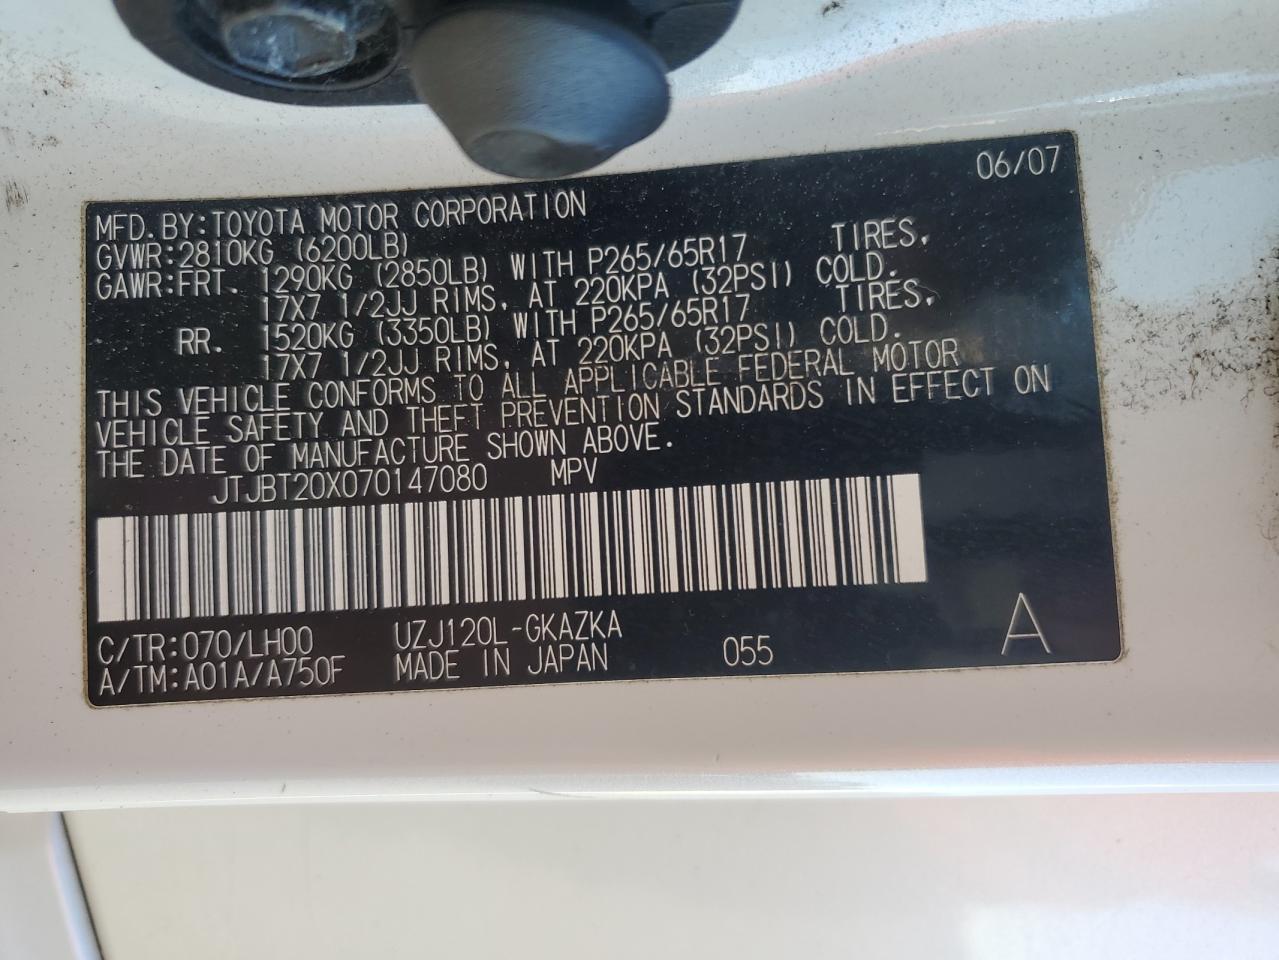 06/07
MFD. BY: TOYOTA MOTOR CORPORATION
GVWR: 2810KG (6200LB)
GAWR: FRT. 1290KG (2850LB) WITH P265/65R17 TIRES,
17X7 1/2JJ RIMS, AT 220KPA (32PSI) COLD.
RR. 1520KG (3350LB) WITH P265/65R17 TIRES,
17X7 1/2JJ RIMS, AT 220KPA (32PSI) COLD.
THIS VEHICLE CONFORMS TO ALL APPLICABLE FEDERAL MOTOR
VEHICLE SAFETY AND THEFT PREVENTION STANDARDS IN EFFECT ON
THE DATE OF MANUFACTURE SHOWN ABOVE.
JTJBT20X070147080 MPV
C/TR: 070/LH00 UZJ120L-GKAZKA
A/TM: A01A/A750F MADE IN JAPAN 055 A